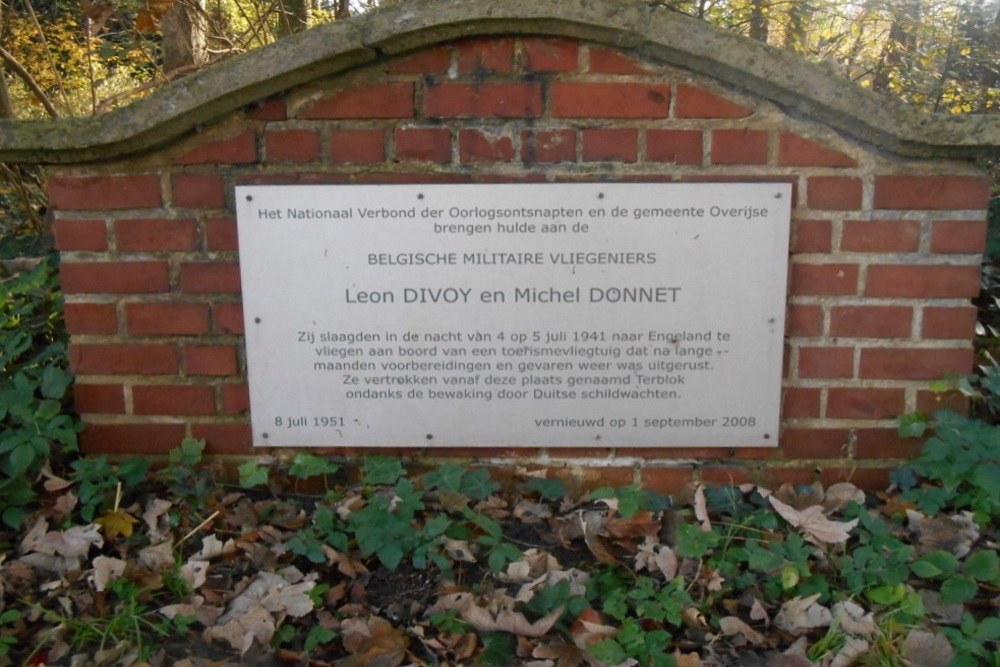 Het Nationaal Verbond der Oorlogsontsnapten en de gemeente Overijse
brengen hulde aan de
BELGISCHE MILITAIRE VLIEGENIERS
Leon DIVOY en Michel DONNET
Zij slaagden in de nacht van 4 op 5 juli 1941 naar Engeland te
vliegen aan boord van een toerismevliegtuig dat na lange
maanden voorbereidingen en gevaren weer was uitgerust.
Ze vertrokken vanaf deze plaats genaamd Terblok
ondanks de bewaking door Duitse schildwachten.
8 juli 1951 vernieuwd op 1 september 2008